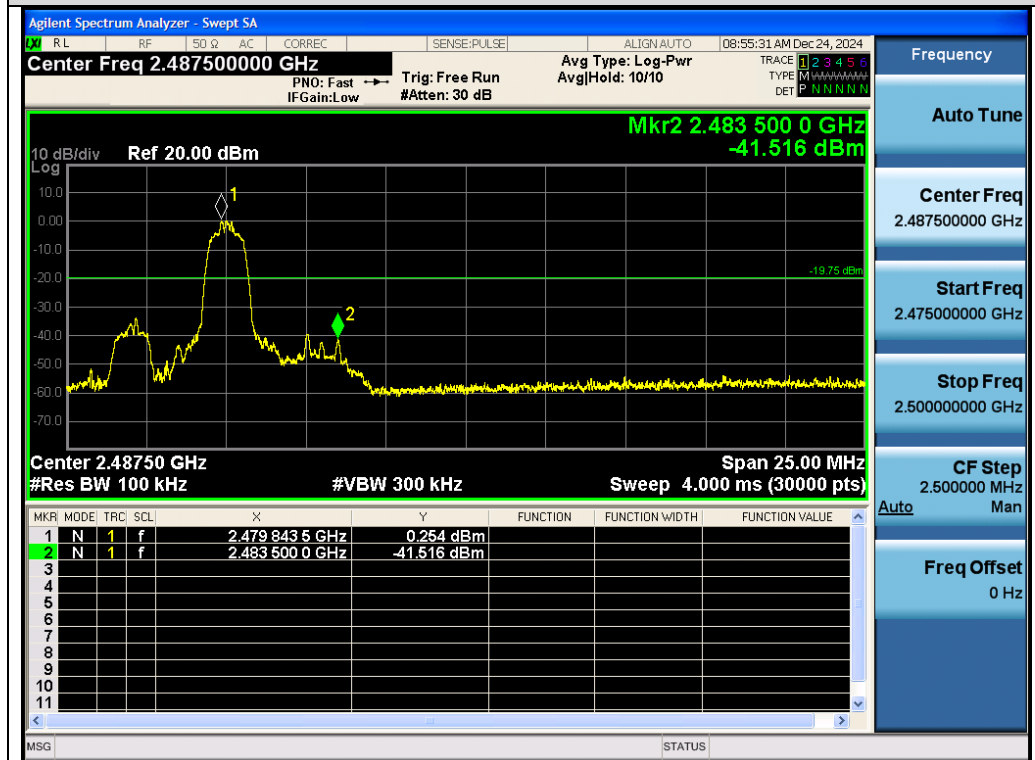 Agilent Spectrum Analyzer - Swept SA
LXI RL RF 50 Ω AC CORREC SENSE:PULSE ALIGN AUTO 08:55:31 AM Dec 24, 2024
Center Freq 2.487500000 GHz
PNO: Fast
IFGain:Low
Trig: Free Run
#Atten: 30 dB
Avg Type: Log-Pwr
Avg|Hold: 10/10
TRACE 1 2 3 4 5 6
TYPE M WWWWW
DET P N N N N N
Mkr2 2.483 500 0 GHz
-41.516 dBm
10 dB/div Ref 20.00 dBm
Log
10.0
0.00
-10.0
-20.0
-30.0
-40.0
-50.0
-60.0
-70.0
1
2
-19.75 dBm
Center 2.48750 GHz Span 25.00 MHz
#Res BW 100 kHz #VBW 300 kHz Sweep 4.000 ms (30000 pts)
MKR MODE TRC SCL X Y FUNCTION FUNCTION WIDTH FUNCTION VALUE
1 N 1 f 2.479 843 5 GHz 0.254 dBm
2 N 1 f 2.483 500 0 GHz -41.516 dBm
3
4
5
6
7
8
9
10
11
MSG STATUS
Frequency
Auto Tune
Center Freq
2.487500000 GHz
Start Freq
2.475000000 GHz
Stop Freq
2.500000000 GHz
CF Step
2.500000 MHz
Auto Man
Freq Offset
0 Hz